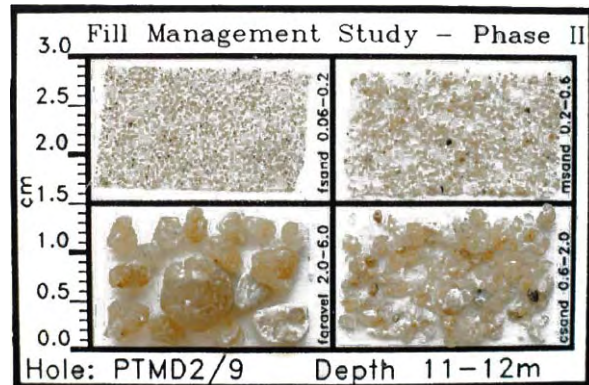 Fill Management Study – Phase II
3.0
2.5
2.0
1.5
1.0
0.5
0.0
cm
fsand 0.06–0.2
msand 0.2–0.6
fgravel 2.0–6.0
csand 0.6–2.0
Hole: PTMD2/9 Depth 11–12m